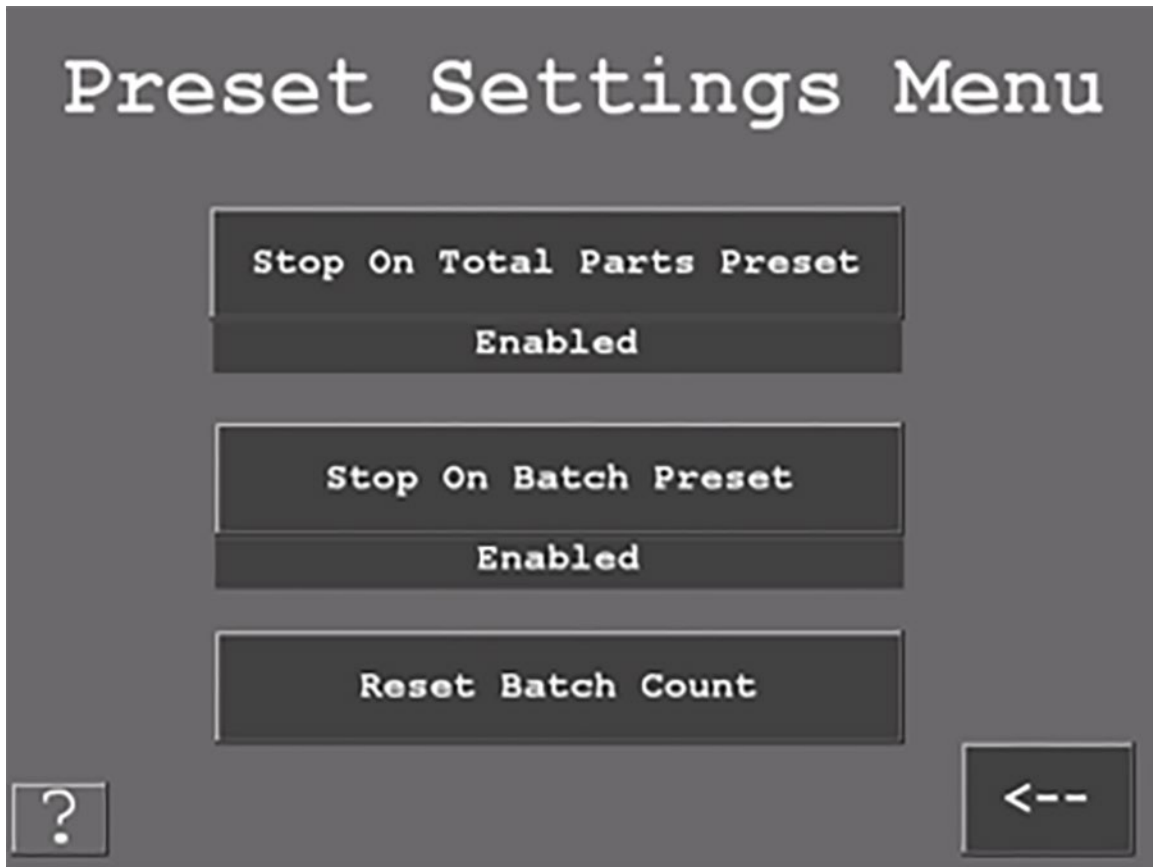 Preset Settings Menu
Stop On Total Parts Preset
Enabled
Stop On Batch Preset
Enabled
Reset Batch Count
?
<--